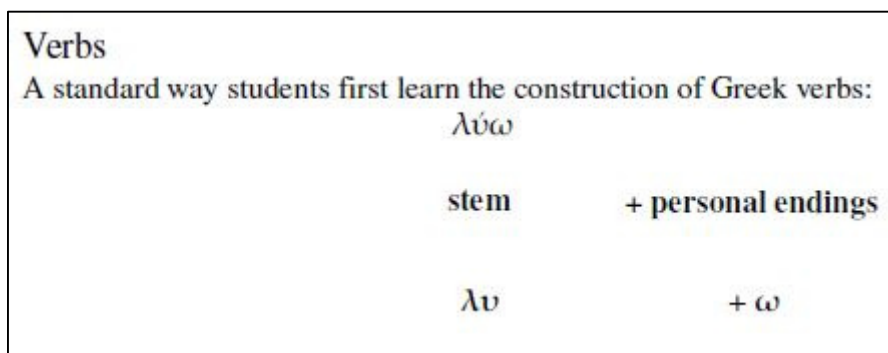 Verbs
A standard way students first learn the construction of Greek verbs:
λύω
stem + personal endings
λυ + ω